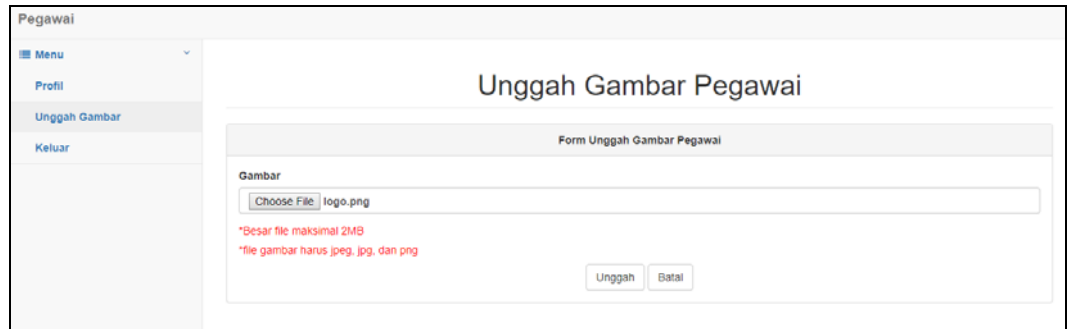 Pegawai
Menu
Profil
Unggah Gambar
Keluar
Unggah Gambar Pegawai
Form Unggah Gambar Pegawai
Gambar
Choose File logo.png
*Besar file maksimal 2MB
*file gambar harus jpeg, jpg, dan png
Unggah Batal